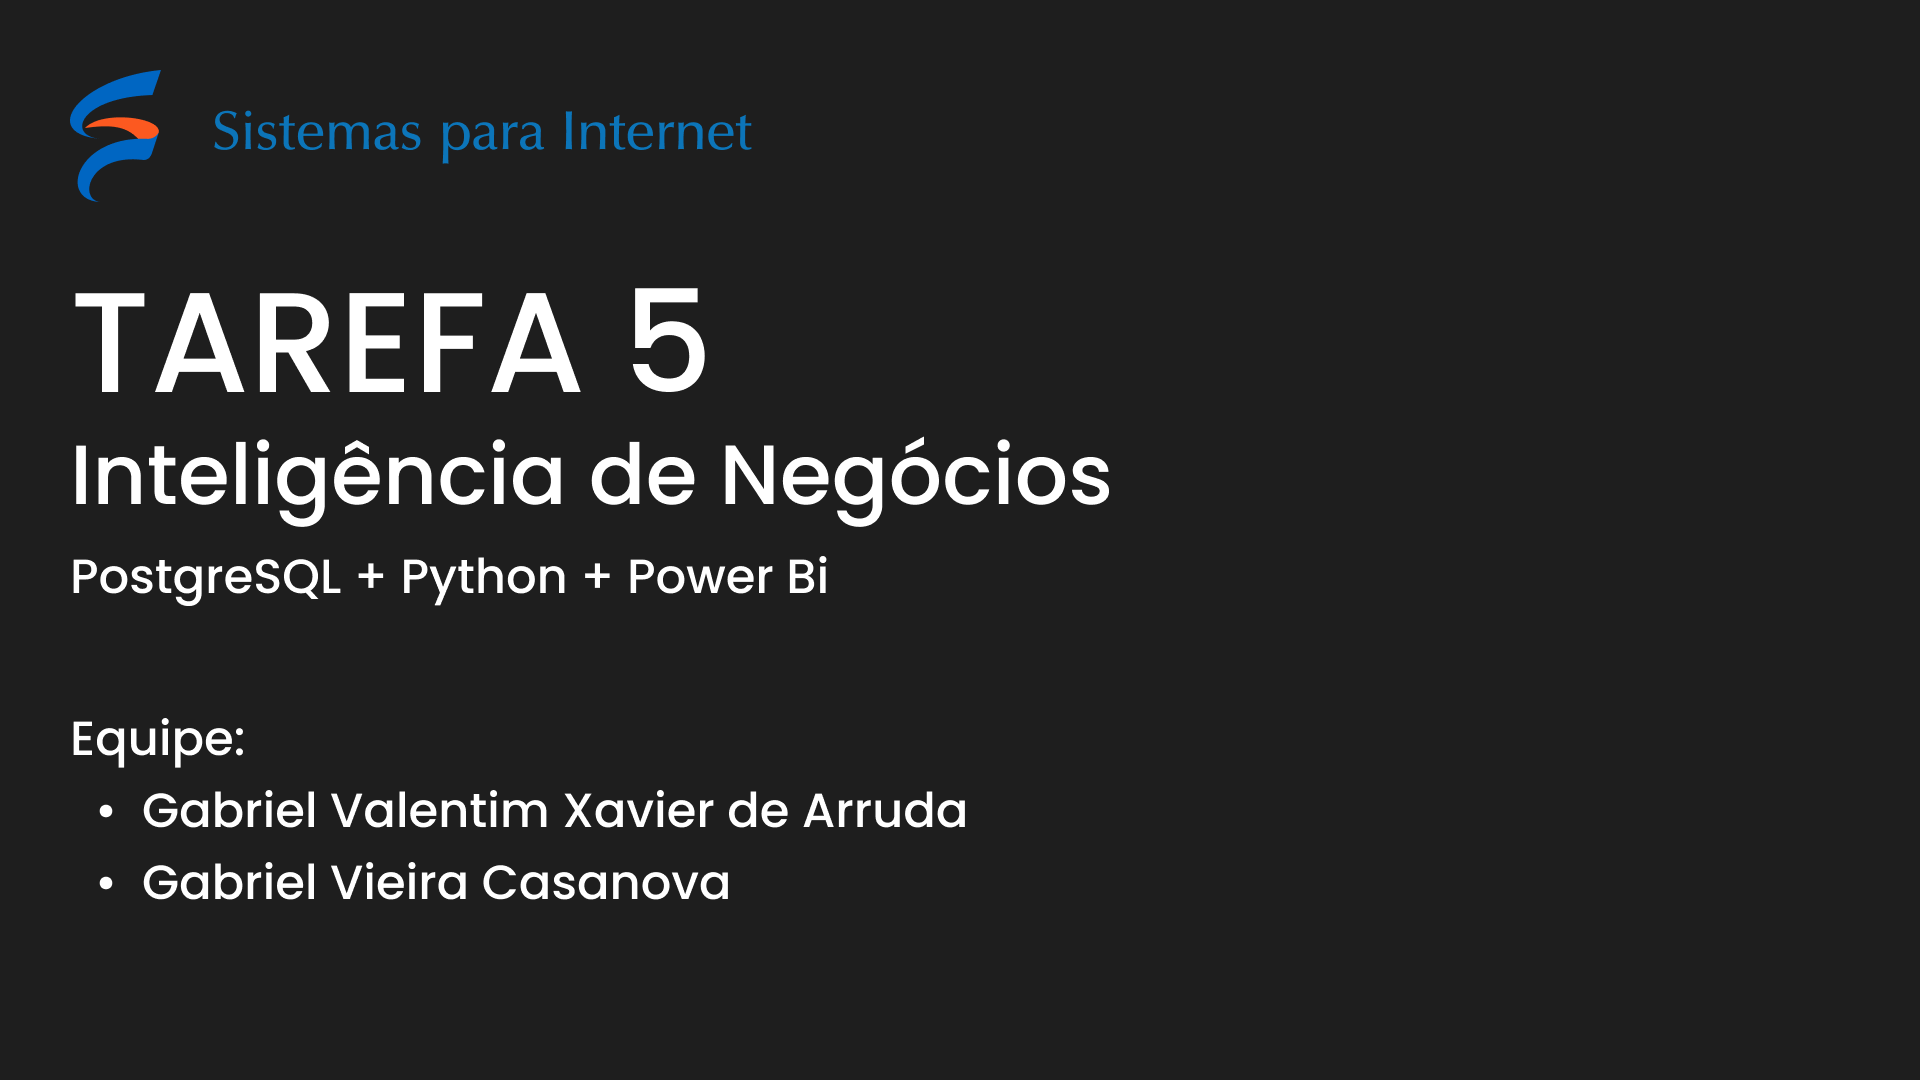 Sistemas para Internet
TAREFA 5
Inteligência de Negócios
PostgreSQL + Python + Power Bi
Equipe:
• Gabriel Valentim Xavier de Arruda
• Gabriel Vieira Casanova